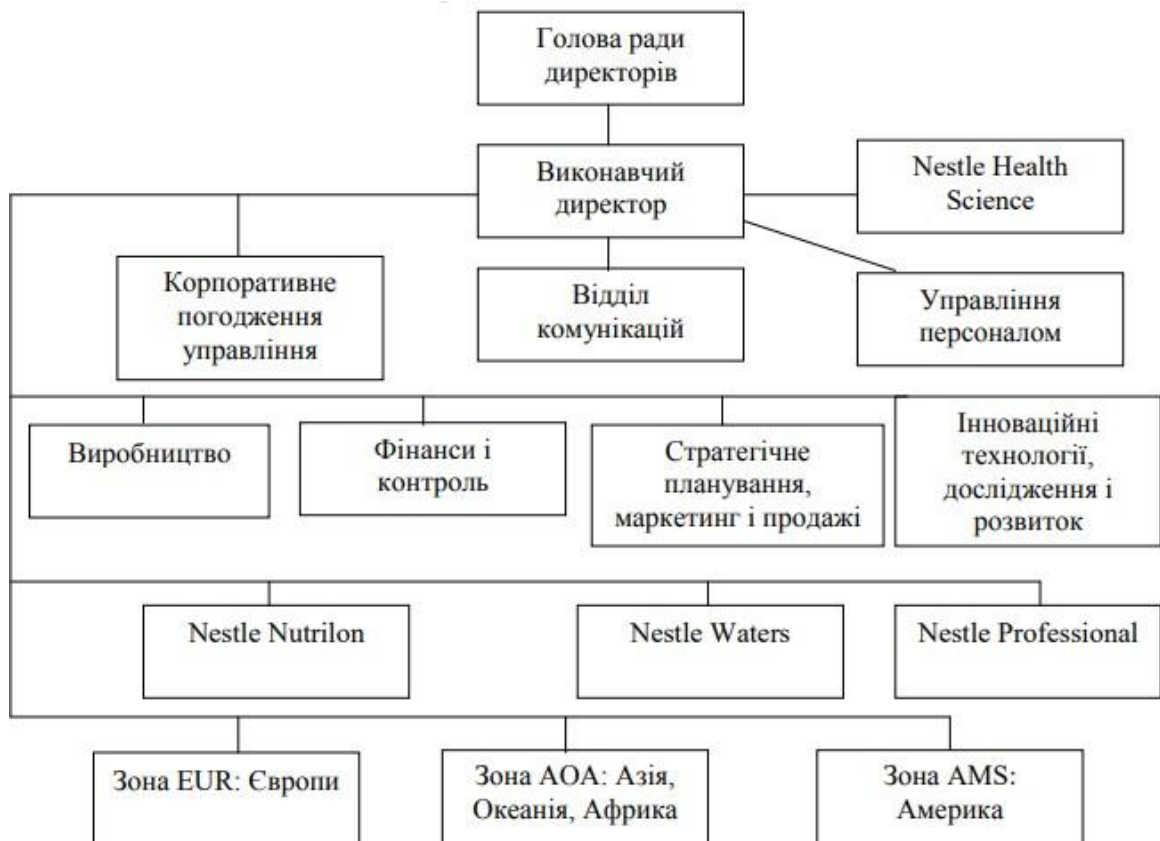 Голова ради
директорів
Виконавчий
директор
Nestle Health
Science
Корпоративне
погодження
управління
Відділ
комунікацій
Управління
персоналом
Виробництво
Фінанси і
контроль
Стратегічне
планування,
маркетинг і продажі
Інноваційні
технології,
дослідження і
розвиток
Nestle Nutrilon
Nestle Waters
Nestle Professional
Зона EUR: Європи
Зона AOA: Азія,
Океанія, Африка
Зона AMS:
Америка